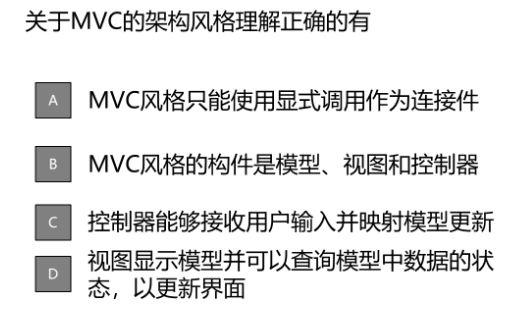 关于MVC的架构风格理解正确的有
A MVC风格只能使用显式调用作为连接件
B MVC风格的构件是模型、视图和控制器
C 控制器能够接收用户输入并映射模型更新
D 视图显示模型并可以查询模型中数据的状
态，以更新界面